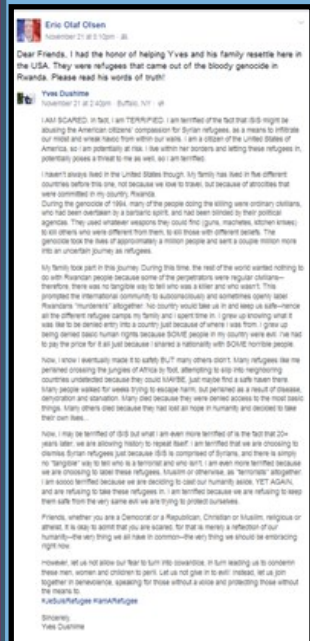 Eric Olaf Olsen
November 21 at 5:10pm
Dear Friends, I had the honor of helping Yves and his family resettle here in
the USA. They were refugees that came out of the bloody genocide in
Rwanda. Please read his words of truth!
Yves Dushime
November 21 at 2:40pm · Buffalo, NY
I AM SCARED. In fact, I am TERRIFIED. I am terrified of the fact that ISIS might be
abusing the American citizens' compassion for Syrian refugees, as a means to infiltrate
our midst and wreak havoc from within our walls. I am a citizen of the United States of
America, so I am potentially at risk. I live within her borders and letting these refugees in,
potentially poses a threat to me as well, so I am terrified.
I haven't always lived in the United States though. My family has lived in five different
countries before this one, not because we love to travel, but because of atrocities that
were committed in my country, Rwanda.
During the genocide of 1994, many of the people doing the killing were ordinary civilians,
who had been overtaken by a barbaric spirit, and had been blinded by their political
agendas. They used whatever weapons they could find (guns, machetes, kitchen knives)
to kill others who were different from them, to kill those with different beliefs. The
genocide took the lives of approximately a million people and sent a couple million more
into an uncertain journey as refugees.
My family took part in this journey. During this time, the rest of the world wanted nothing to
do with Rwandan people because some of the perpetrators were regular civilians—
therefore, there was no tangible way to tell who was a killer and who wasn't. This
prompted the international community to subconsciously and sometimes openly label
Rwandans "murderers" altogether. No country would take us in and keep us safe—hence
all the different refugee camps my family and I spent time in. I grew up knowing what it
was like to be denied entry into a country just because of where I was from. I grew up
being denied basic human rights because SOME people in my country were evil. I've had
to pay the price for it all just because I shared a nationality with SOME horrible people.
Now, I know I eventually made it to safety BUT many others didn't. Many refugees like me
perished crossing the jungles of Africa by foot, attempting to slip into neighboring
countries undetected because they could MAYBE, just maybe find a safe haven there.
Many people walked for weeks trying to escape harm, but perished as a result of disease,
dehydration and starvation. Many died because they were denied access to the most basic
things. Many others died because they had lost all hope in humanity and decided to take
their own lives...
Now, I may be terrified of ISIS but what I am even more terrified of is the fact that 20+
years later, we are allowing history to repeat itself. I am terrified that we are choosing to
dismiss Syrian refugees just because ISIS is comprised of Syrians, and there is simply
no "tangible" way to tell who is a terrorist and who isn't. I am even more terrified because
we are choosing to label these refugees, Muslim or otherwise, as "terrorists" altogether.
I am soooo terrified because we are deciding to cast our humanity aside, YET AGAIN,
and are refusing to take these refugees in. I am terrified because we are refusing to keep
them safe from the very same evil we are trying to protect ourselves.
Friends, whether you are a Democrat or a Republican, Christian or Muslim, religious or
atheist, it is okay to admit that you are scared, for that is merely a reflection of our
humanity—the very thing we all have in common—the very thing we should be embracing
right now.
However, let us not allow our fear to turn into cowardice, in turn leading us to condemn
these men, women and children to peril. Let us not give in to evil! Instead, let us join
together in benevolence, speaking for those without a voice and protecting those without
the means to.
#JeSuisRefugee #IamARefugee
Sincerely,
Yves Dushime